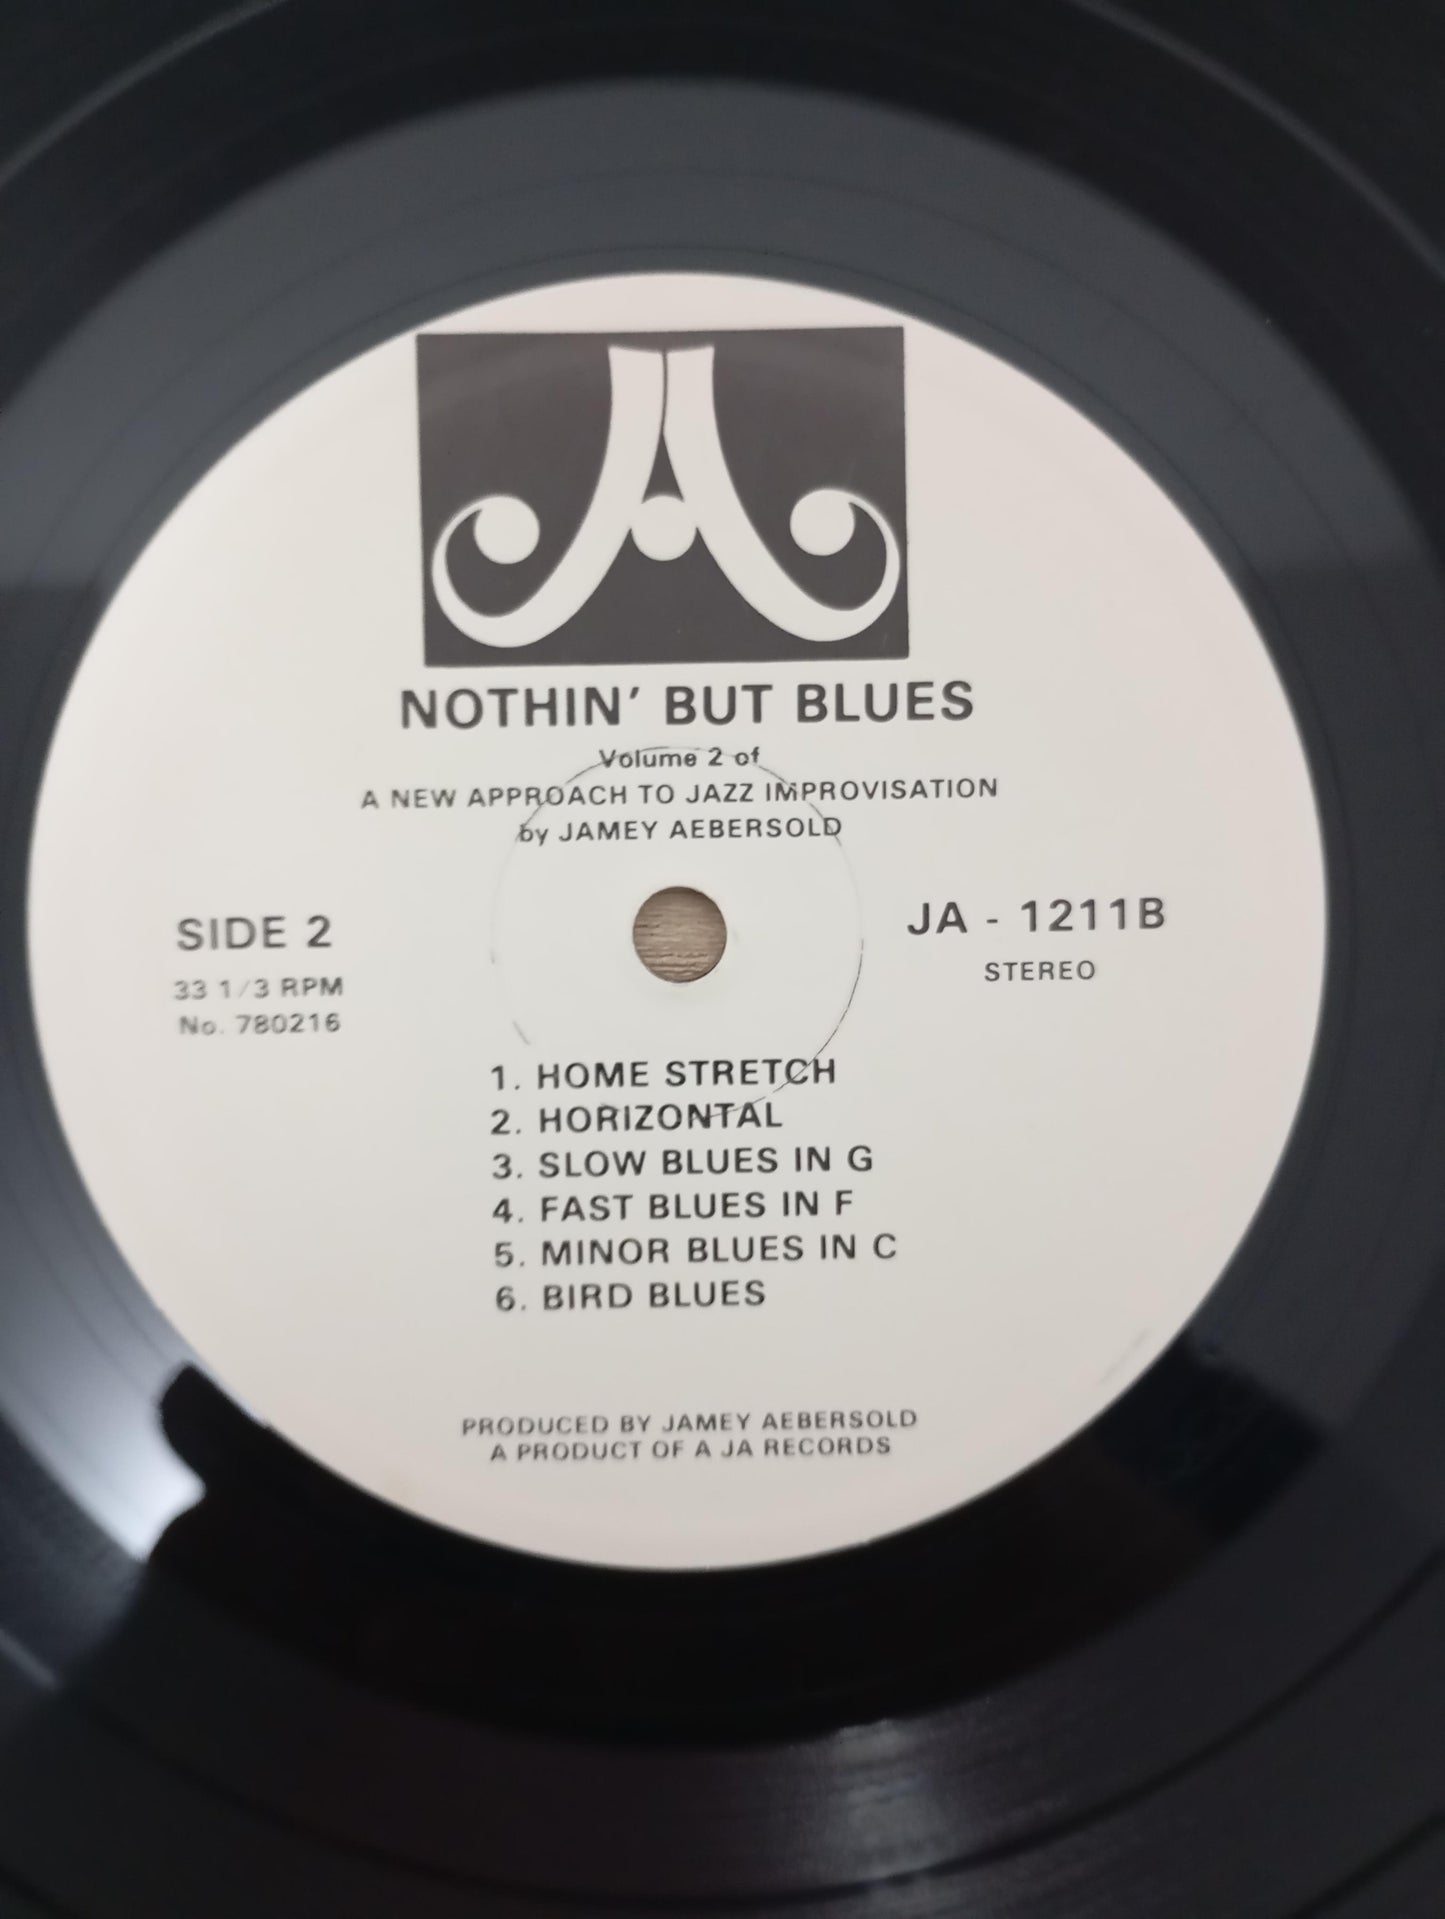 NOTHIN' BUT BLUES
Volume 2 of
A NEW APPROACH TO JAZZ IMPROVISATION
by JAMEY AEBERSOLD
SIDE 2
33 1/3 RPM
No. 780216
JA - 1211B
STEREO
1. HOME STRETCH
2. HORIZONTAL
3. SLOW BLUES IN G
4. FAST BLUES IN F
5. MINOR BLUES IN C
6. BIRD BLUES
PRODUCED BY JAMEY AEBERSOLD
A PRODUCT OF A JA RECORDS